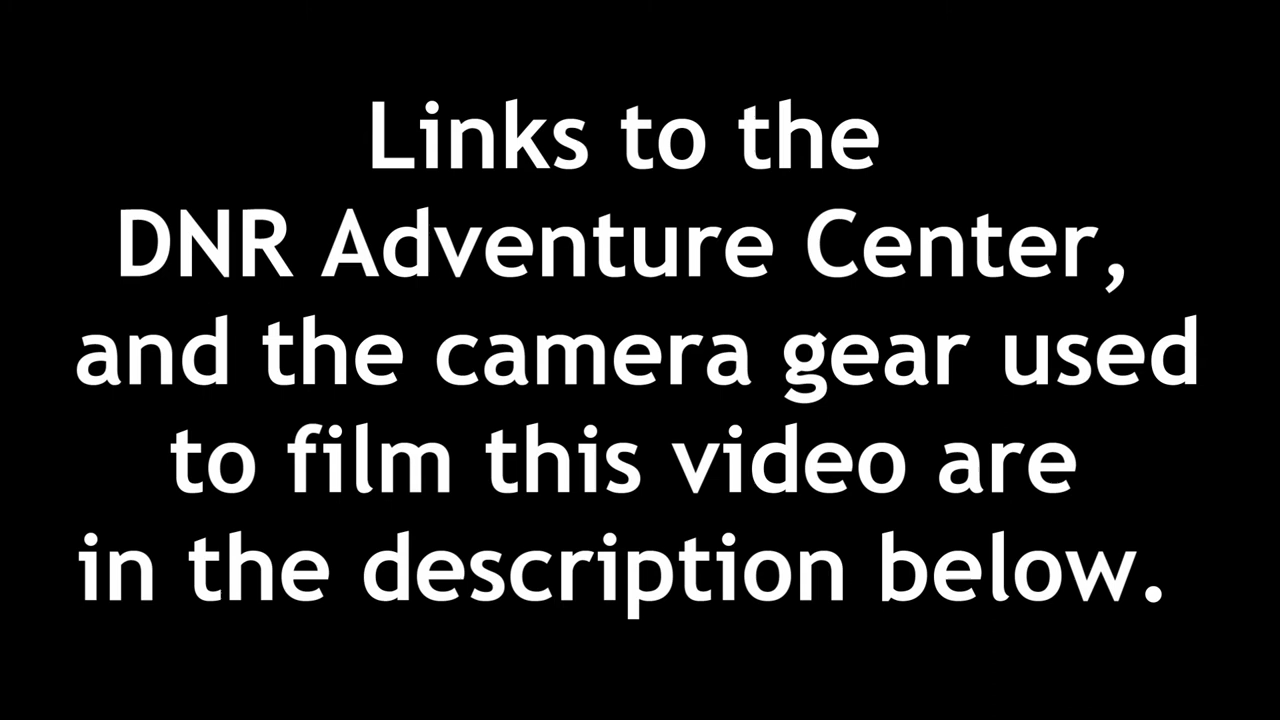 Links to the
DNR Adventure Center,
and the camera gear used
to film this video are
in the description below.